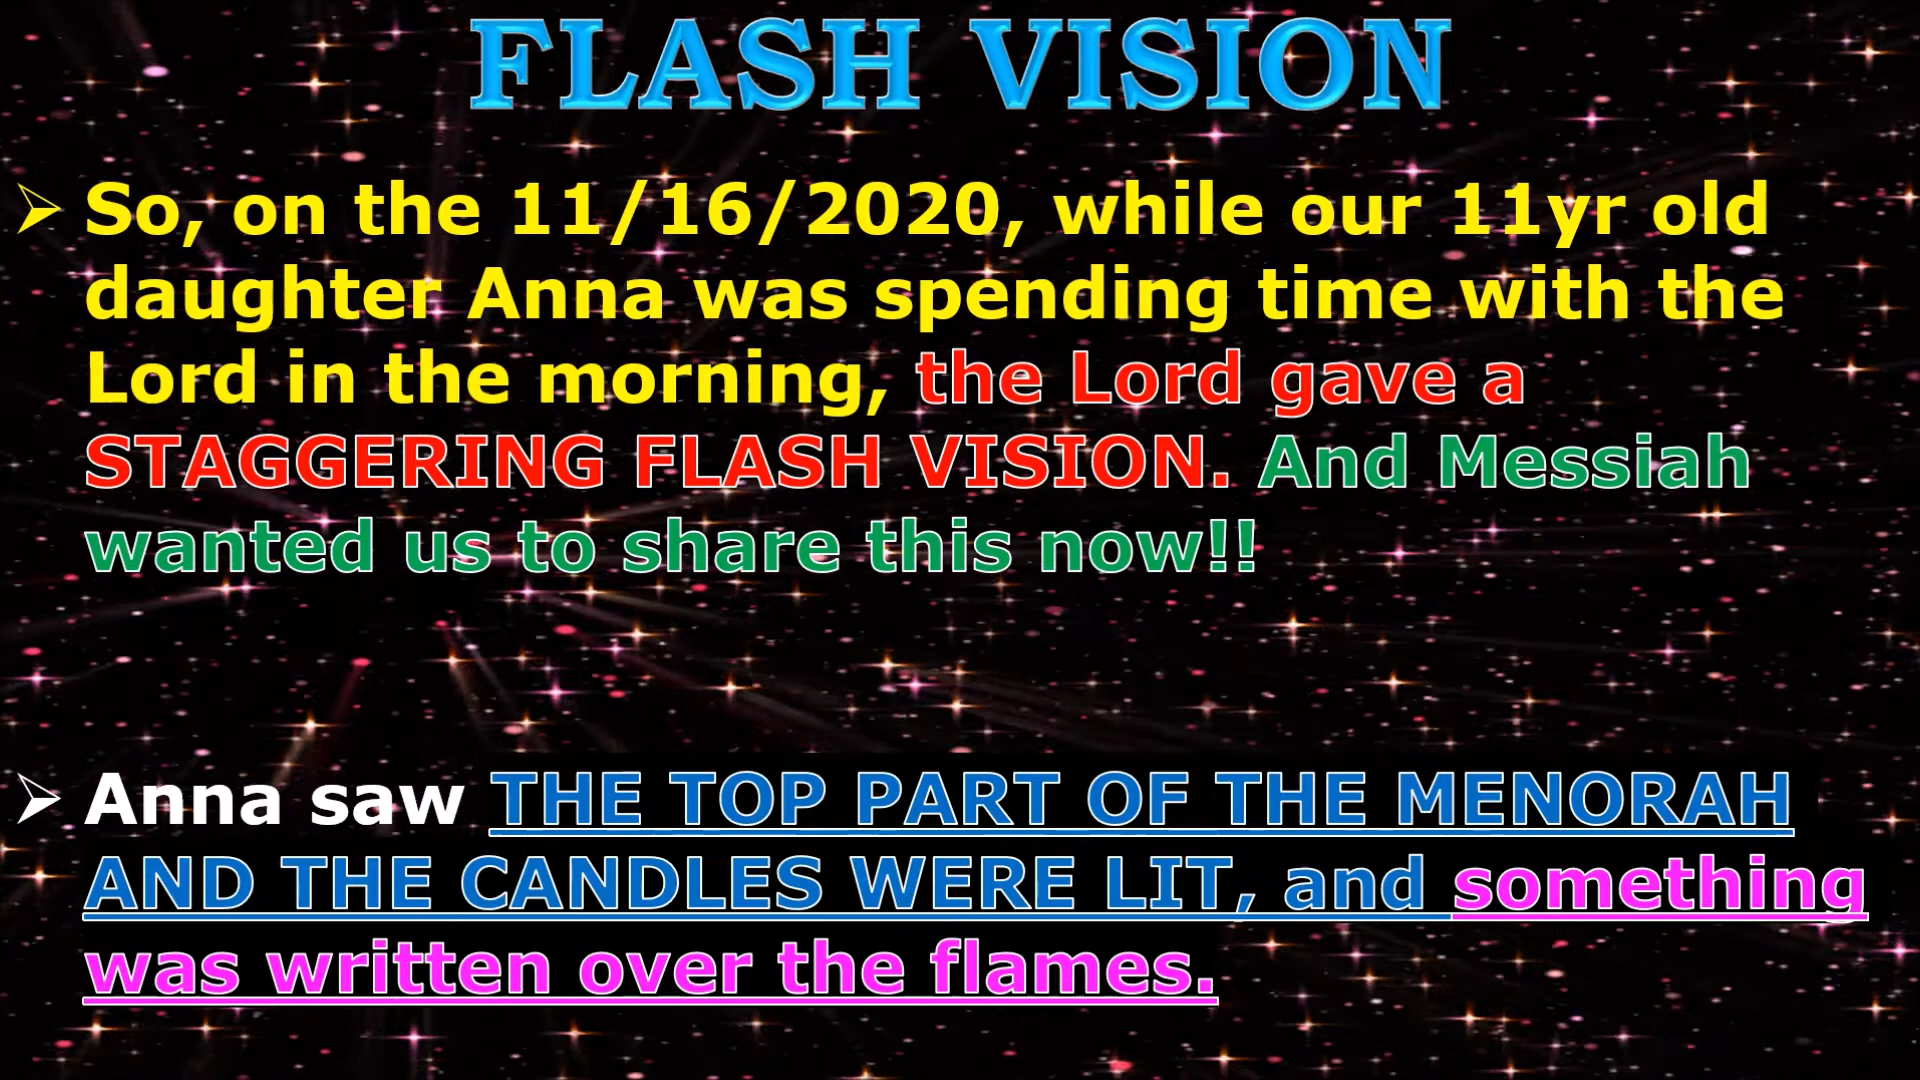 FLASH VISION
So, on the 11/16/2020, while our 11yr old
daughter Anna was spending time with the
Lord in the morning, the Lord gave a
STAGGERING FLASH VISION. And Messiah
wanted us to share this now!!
Anna saw THE TOP PART OF THE MENORAH
AND THE CANDLES WERE LIT, and something
was written over the flames.